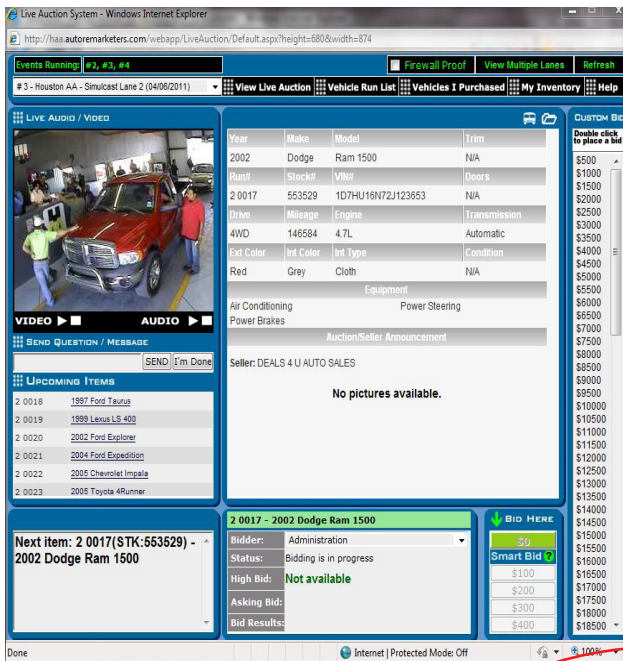 Live Auction System - Windows Internet Explorer
http://haa.autoremarketers.com/webapp/LiveAuction/Default.aspx?height=680&width=874
Events Running: #2, #3, #4
Firewall Proof
View Multiple Lanes
Refresh
# 3 - Houston AA - Simulcast Lane 2 (04/06/2011)
View Live Auction
Vehicle Run List
Vehicles I Purchased
My Inventory
Help
LIVE AUDIO / VIDEO
VIDEO
AUDIO
SEND QUESTION / MESSAGE
SEND
I'm Done
UPCOMING ITEMS
2 0018 1997 Ford Taurus
2 0019 1999 Lexus LS 400
2 0020 2002 Ford Explorer
2 0021 2004 Ford Expedition
2 0022 2005 Chevrolet Impala
2 0023 2005 Toyota 4Runner
Year Make Model Trim
2002 Dodge Ram 1500 N/A
Run# Stock# VIN# Doors
2 0017 553529 1D7HU16N72J123653 N/A
Drive Mileage Engine Transmission
4WD 146584 4.7L Automatic
Ext Color Int Color Int Type Condition
Red Grey Cloth N/A
Equipment
Air Conditioning Power Steering
Power Brakes
Auction/Seller Announcement
Seller: DEALS 4 U AUTO SALES
No pictures available.
CUSTOM BID
Double click
to place a bid
$500
$1000
$1500
$2000
$2500
$3000
$3500
$4000
$4500
$5000
$5500
$6000
$6500
$7000
$7500
$8000
$8500
$9000
$9500
$10000
$10500
$11000
$11500
$12000
$12500
$13000
$13500
$14000
$14500
$15000
$15500
$16000
$16500
$17000
$17500
$18000
$18500
Next item: 2 0017(STK:553529) -
2002 Dodge Ram 1500
2 0017 - 2002 Dodge Ram 1500
Bidder: Administration
Status: Bidding is in progress
High Bid: Not available
Asking Bid:
Bid Results:
BID HERE
$0
Smart Bid ?
$100
$200
$300
$400
Done
Internet | Protected Mode: Off
100%